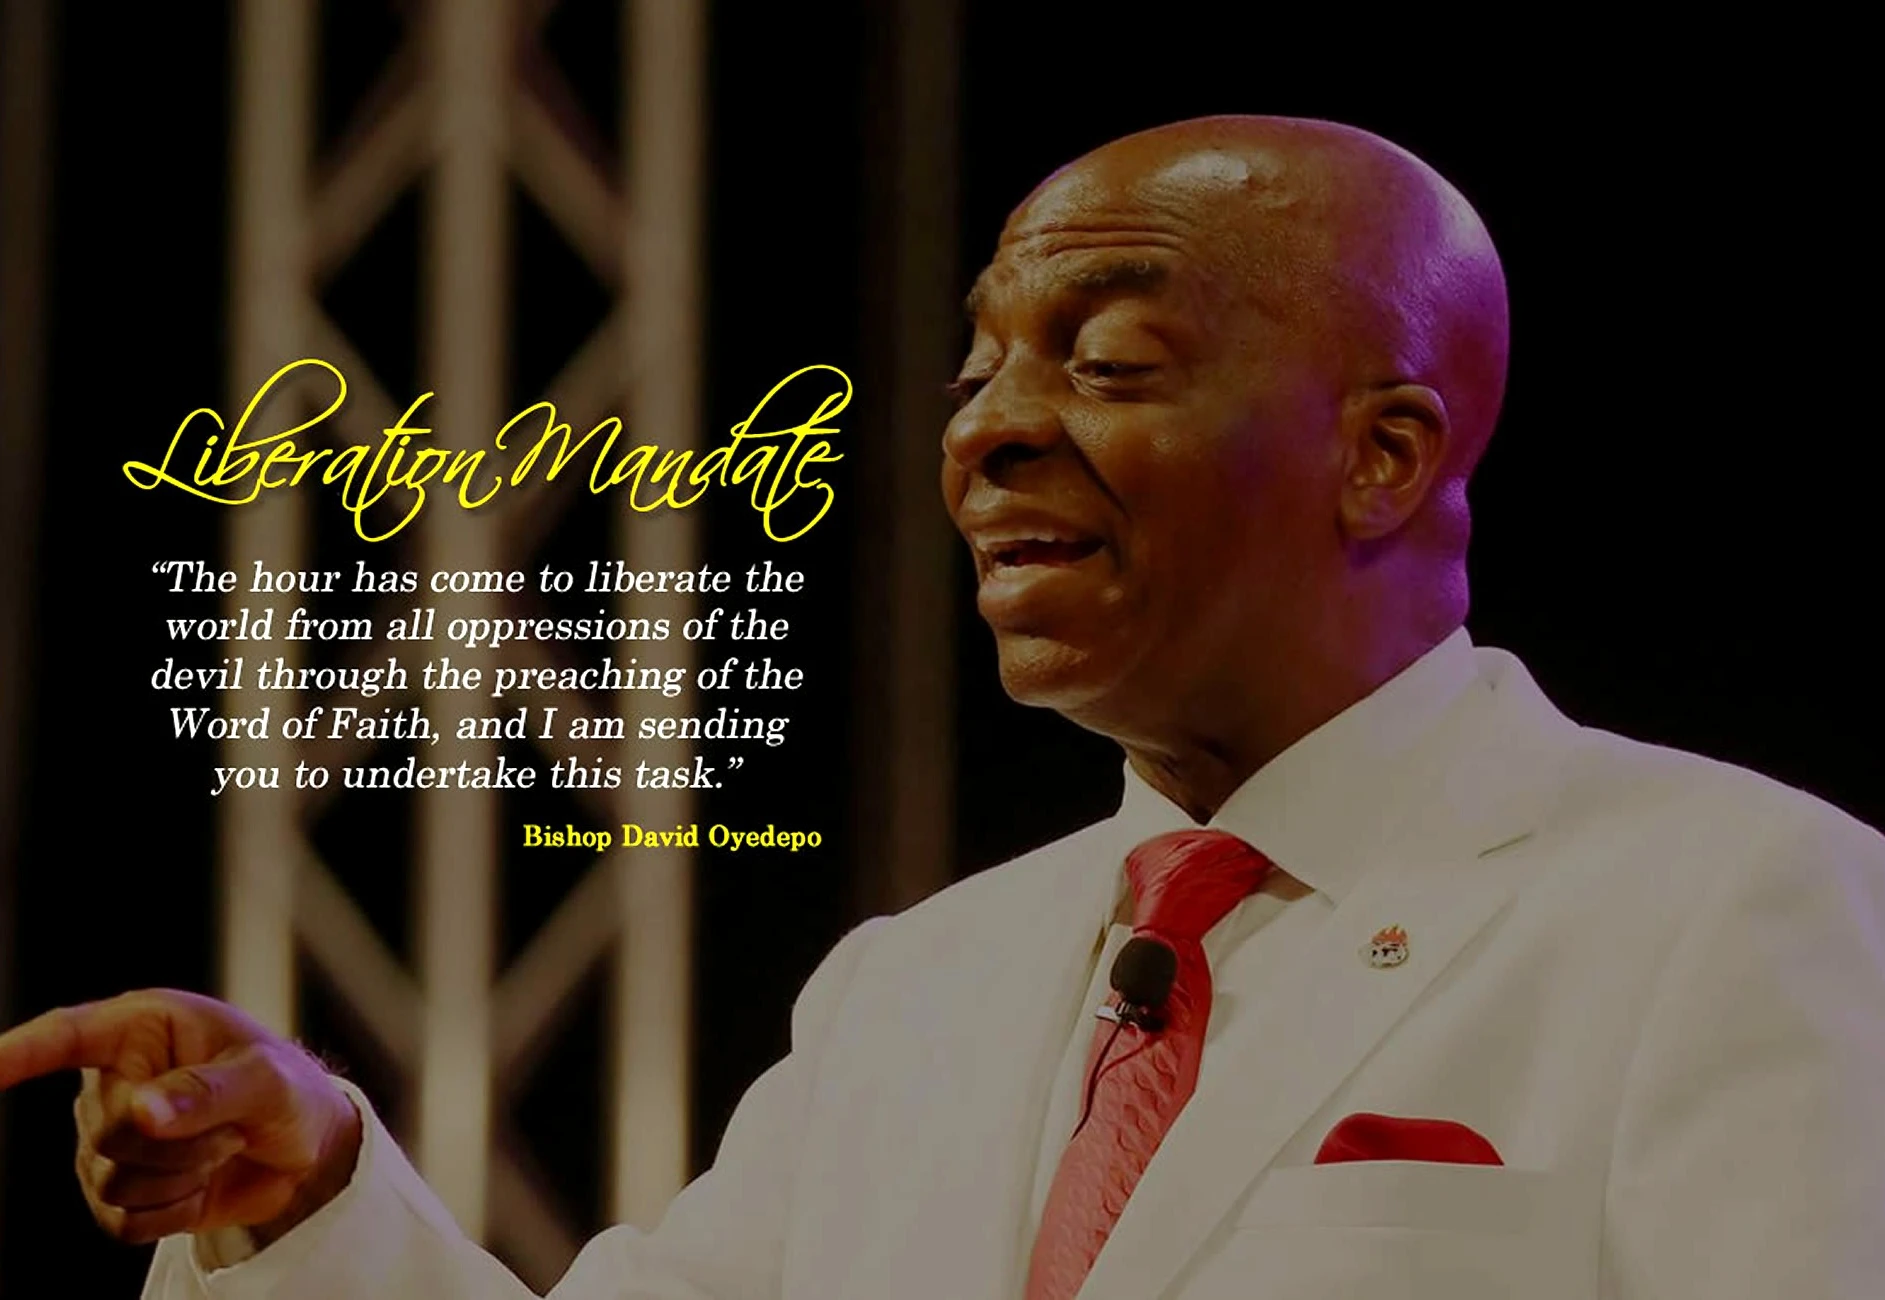 Liberation Mandate
“The hour has come to liberate the
world from all oppressions of the
devil through the preaching of the
Word of Faith, and I am sending
you to undertake this task.”
Bishop David Oyedepo